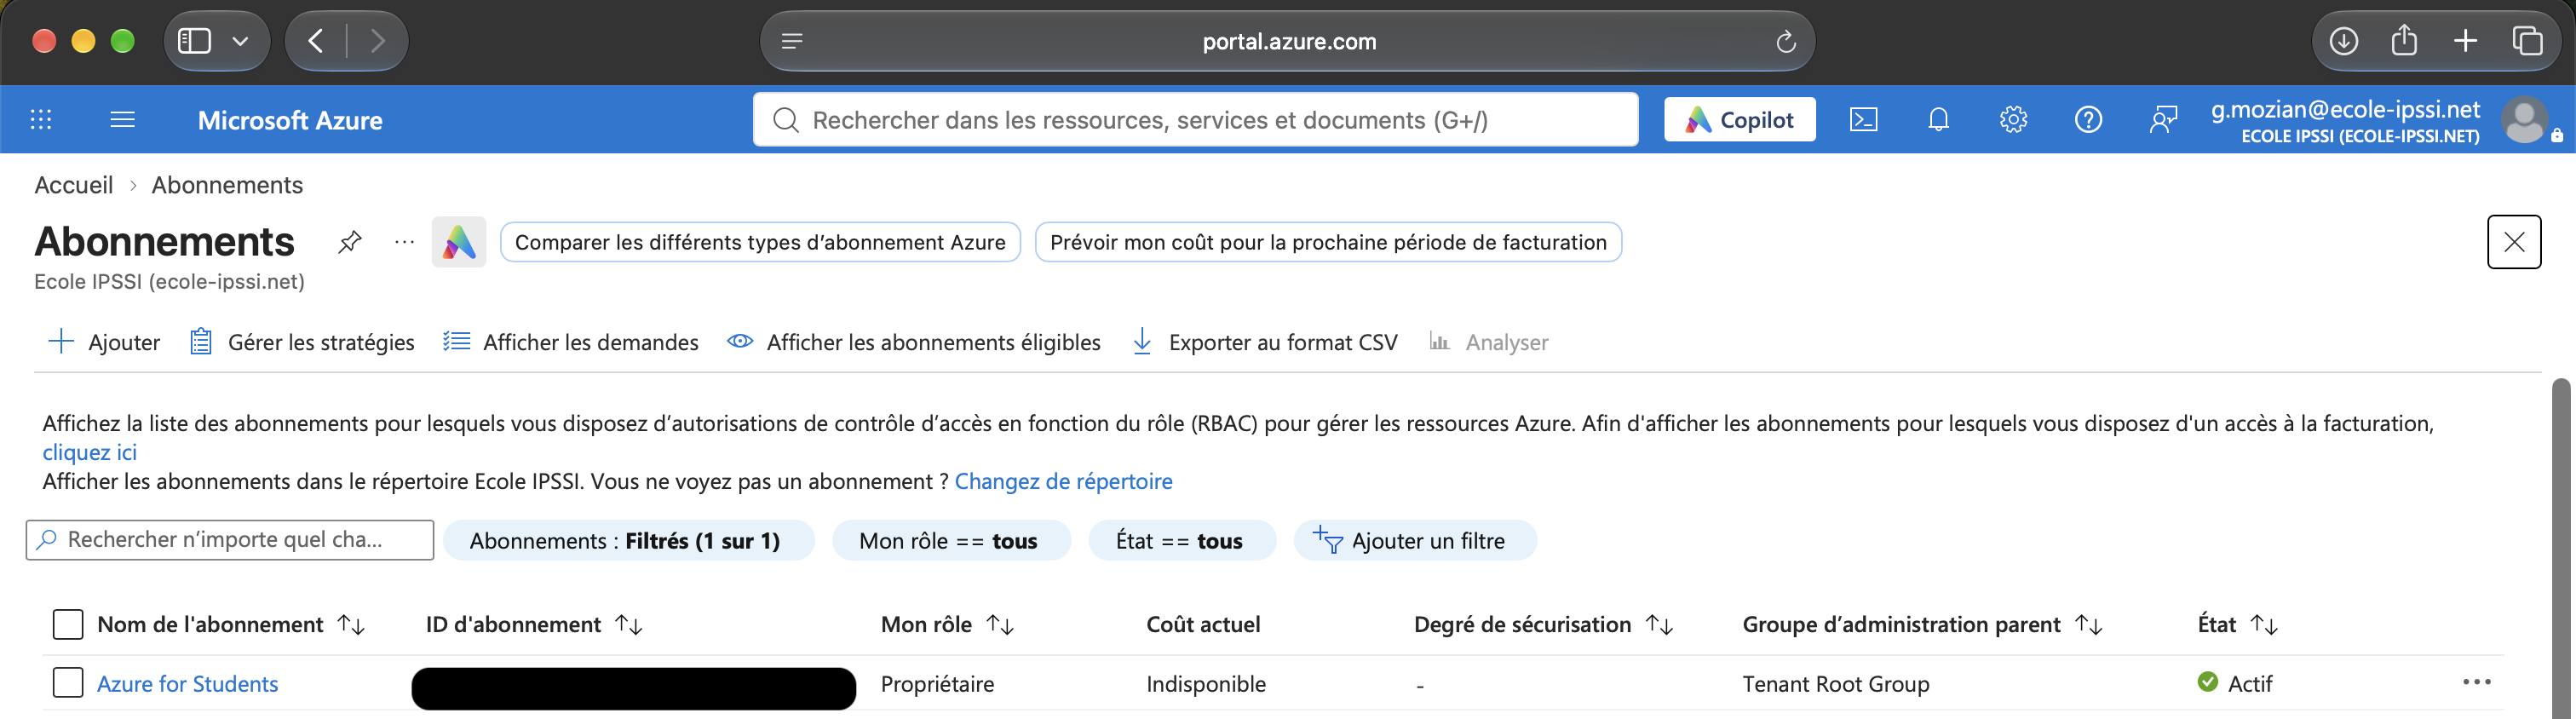 portal.azure.com
Microsoft Azure
Rechercher dans les ressources, services et documents (G+/)
Copilot
g.mozian@ecole-ipssi.net
ECOLE IPSSI (ECOLE-IPSSI.NET)
Accueil > Abonnements
Abonnements
Comparer les différents types d’abonnement Azure
Prévoir mon coût pour la prochaine période de facturation
Ecole IPSSI (ecole-ipssi.net)
Ajouter Gérer les stratégies Afficher les demandes Afficher les abonnements éligibles Exporter au format CSV Analyser
Affichez la liste des abonnements pour lesquels vous disposez d’autorisations de contrôle d’accès en fonction du rôle (RBAC) pour gérer les ressources Azure. Afin d'afficher les abonnements pour lesquels vous disposez d'un accès à la facturation,
cliquez ici
Afficher les abonnements dans le répertoire Ecole IPSSI. Vous ne voyez pas un abonnement ? Changez de répertoire
Rechercher n’importe quel cha... Abonnements : Filtrés (1 sur 1) Mon rôle == tous État == tous Ajouter un filtre
Nom de l'abonnement ID d'abonnement Mon rôle Coût actuel Degré de sécurisation Groupe d’administration parent État
Azure for Students Propriétaire Indisponible - Tenant Root Group Actif